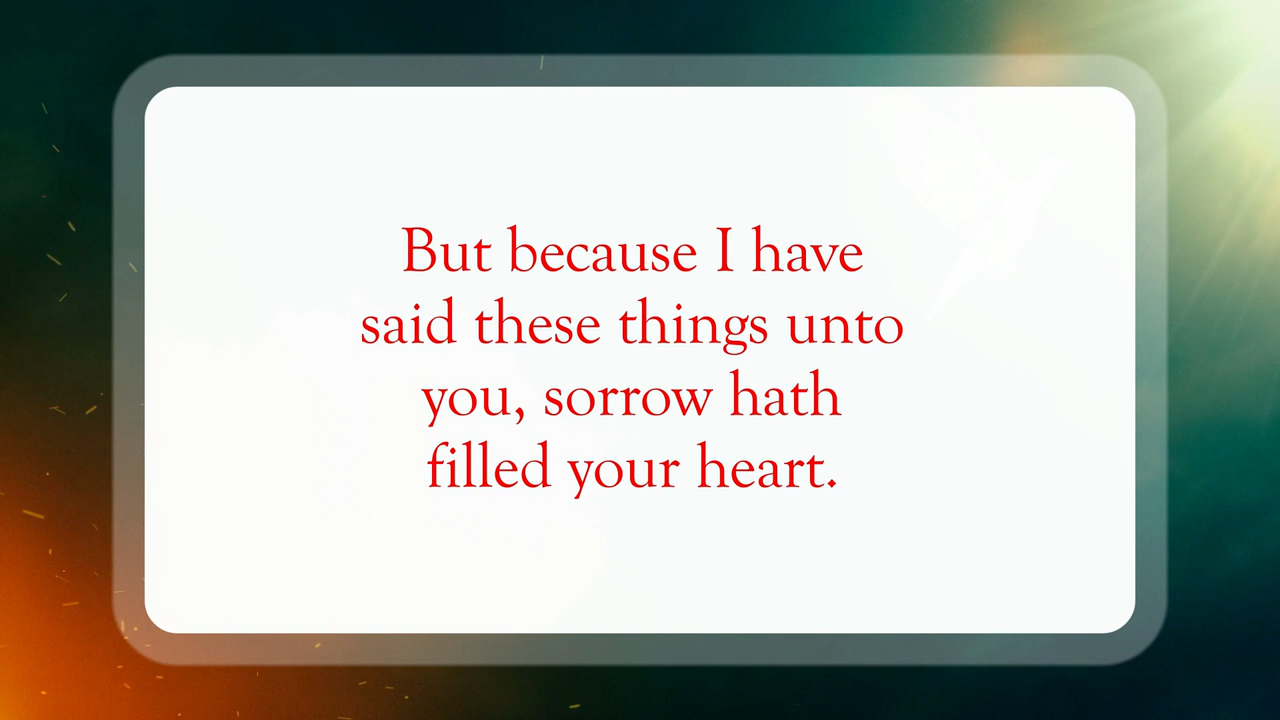 But because I have
said these things unto
you, sorrow hath
filled your heart.